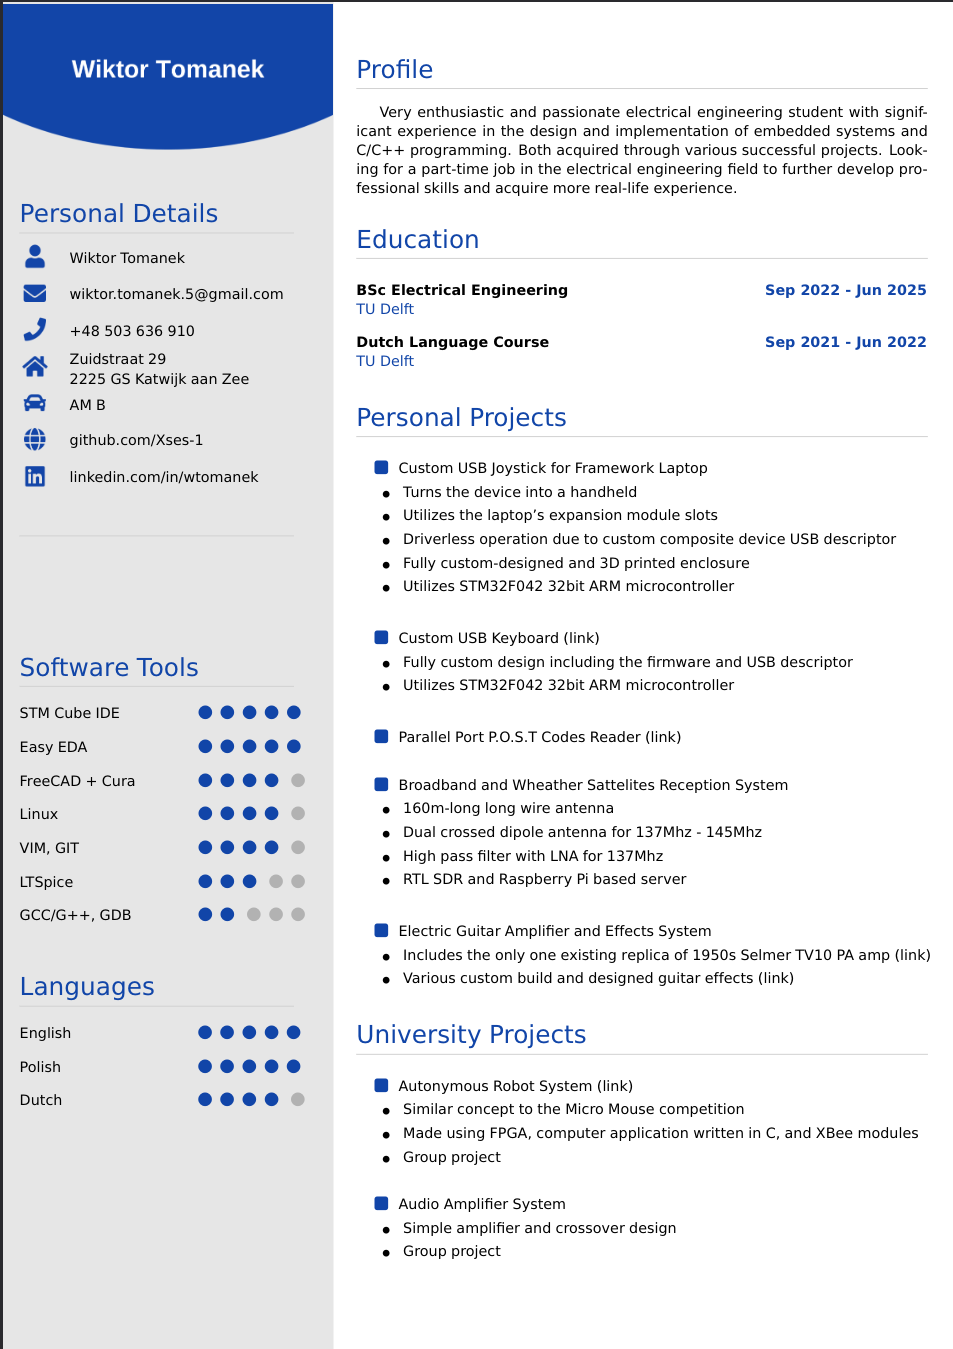 Wiktor Tomanek
Personal Details
Wiktor Tomanek
wiktor.tomanek.5@gmail.com
+48 503 636 910
Zuidstraat 29
2225 GS Katwijk aan Zee
AM B
github.com/Xses-1
linkedin.com/in/wtomanek
Software Tools
STM Cube IDE
Easy EDA
FreeCAD + Cura
Linux
VIM, GIT
LTSpice
GCC/G++, GDB
Languages
English
Polish
Dutch
Profile
Very enthusiastic and passionate electrical engineering student with signif-
icant experience in the design and implementation of embedded systems and
C/C++ programming. Both acquired through various successful projects. Look-
ing for a part-time job in the electrical engineering field to further develop pro-
fessional skills and acquire more real-life experience.
Education
BSc Electrical Engineering Sep 2022 - Jun 2025
TU Delft
Dutch Language Course Sep 2021 - Jun 2022
TU Delft
Personal Projects
Custom USB Joystick for Framework Laptop
• Turns the device into a handheld
• Utilizes the laptop’s expansion module slots
• Driverless operation due to custom composite device USB descriptor
• Fully custom-designed and 3D printed enclosure
• Utilizes STM32F042 32bit ARM microcontroller
Custom USB Keyboard (link)
• Fully custom design including the firmware and USB descriptor
• Utilizes STM32F042 32bit ARM microcontroller
Parallel Port P.O.S.T Codes Reader (link)
Broadband and Wheather Sattelites Reception System
• 160m-long long wire antenna
• Dual crossed dipole antenna for 137Mhz - 145Mhz
• High pass filter with LNA for 137Mhz
• RTL SDR and Raspberry Pi based server
Electric Guitar Amplifier and Effects System
• Includes the only one existing replica of 1950s Selmer TV10 PA amp (link)
• Various custom build and designed guitar effects (link)
University Projects
Autonymous Robot System (link)
• Similar concept to the Micro Mouse competition
• Made using FPGA, computer application written in C, and XBee modules
• Group project
Audio Amplifier System
• Simple amplifier and crossover design
• Group project